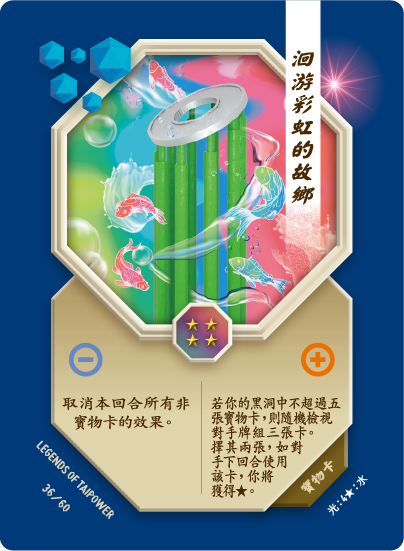 洄游彩虹的故鄉
取消本回合所有非
寶物卡的效果。
若你的黑洞中不超過五
張寶物卡,則隨機檢視
對手牌組三張卡。
擇其兩張,如對
手下回合使用
該卡,你將
獲得★。
寶物卡
光:4★:水
LEGENDS OF TAIPOWER
36/60